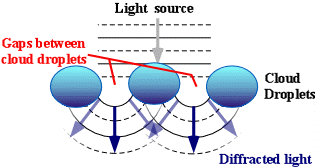 Light source
Gaps between
cloud droplets
Cloud
Droplets
Diffracted light